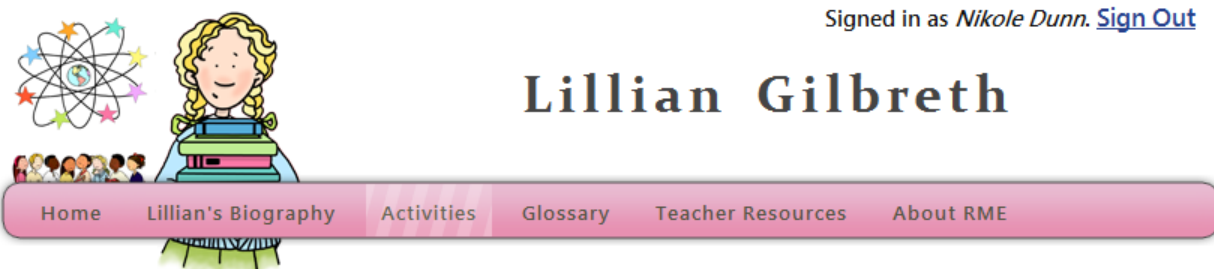 Signed in as Nikole Dunn. Sign Out
Lillian Gilbreth
Home Lillian's Biography Activities Glossary Teacher Resources About RME